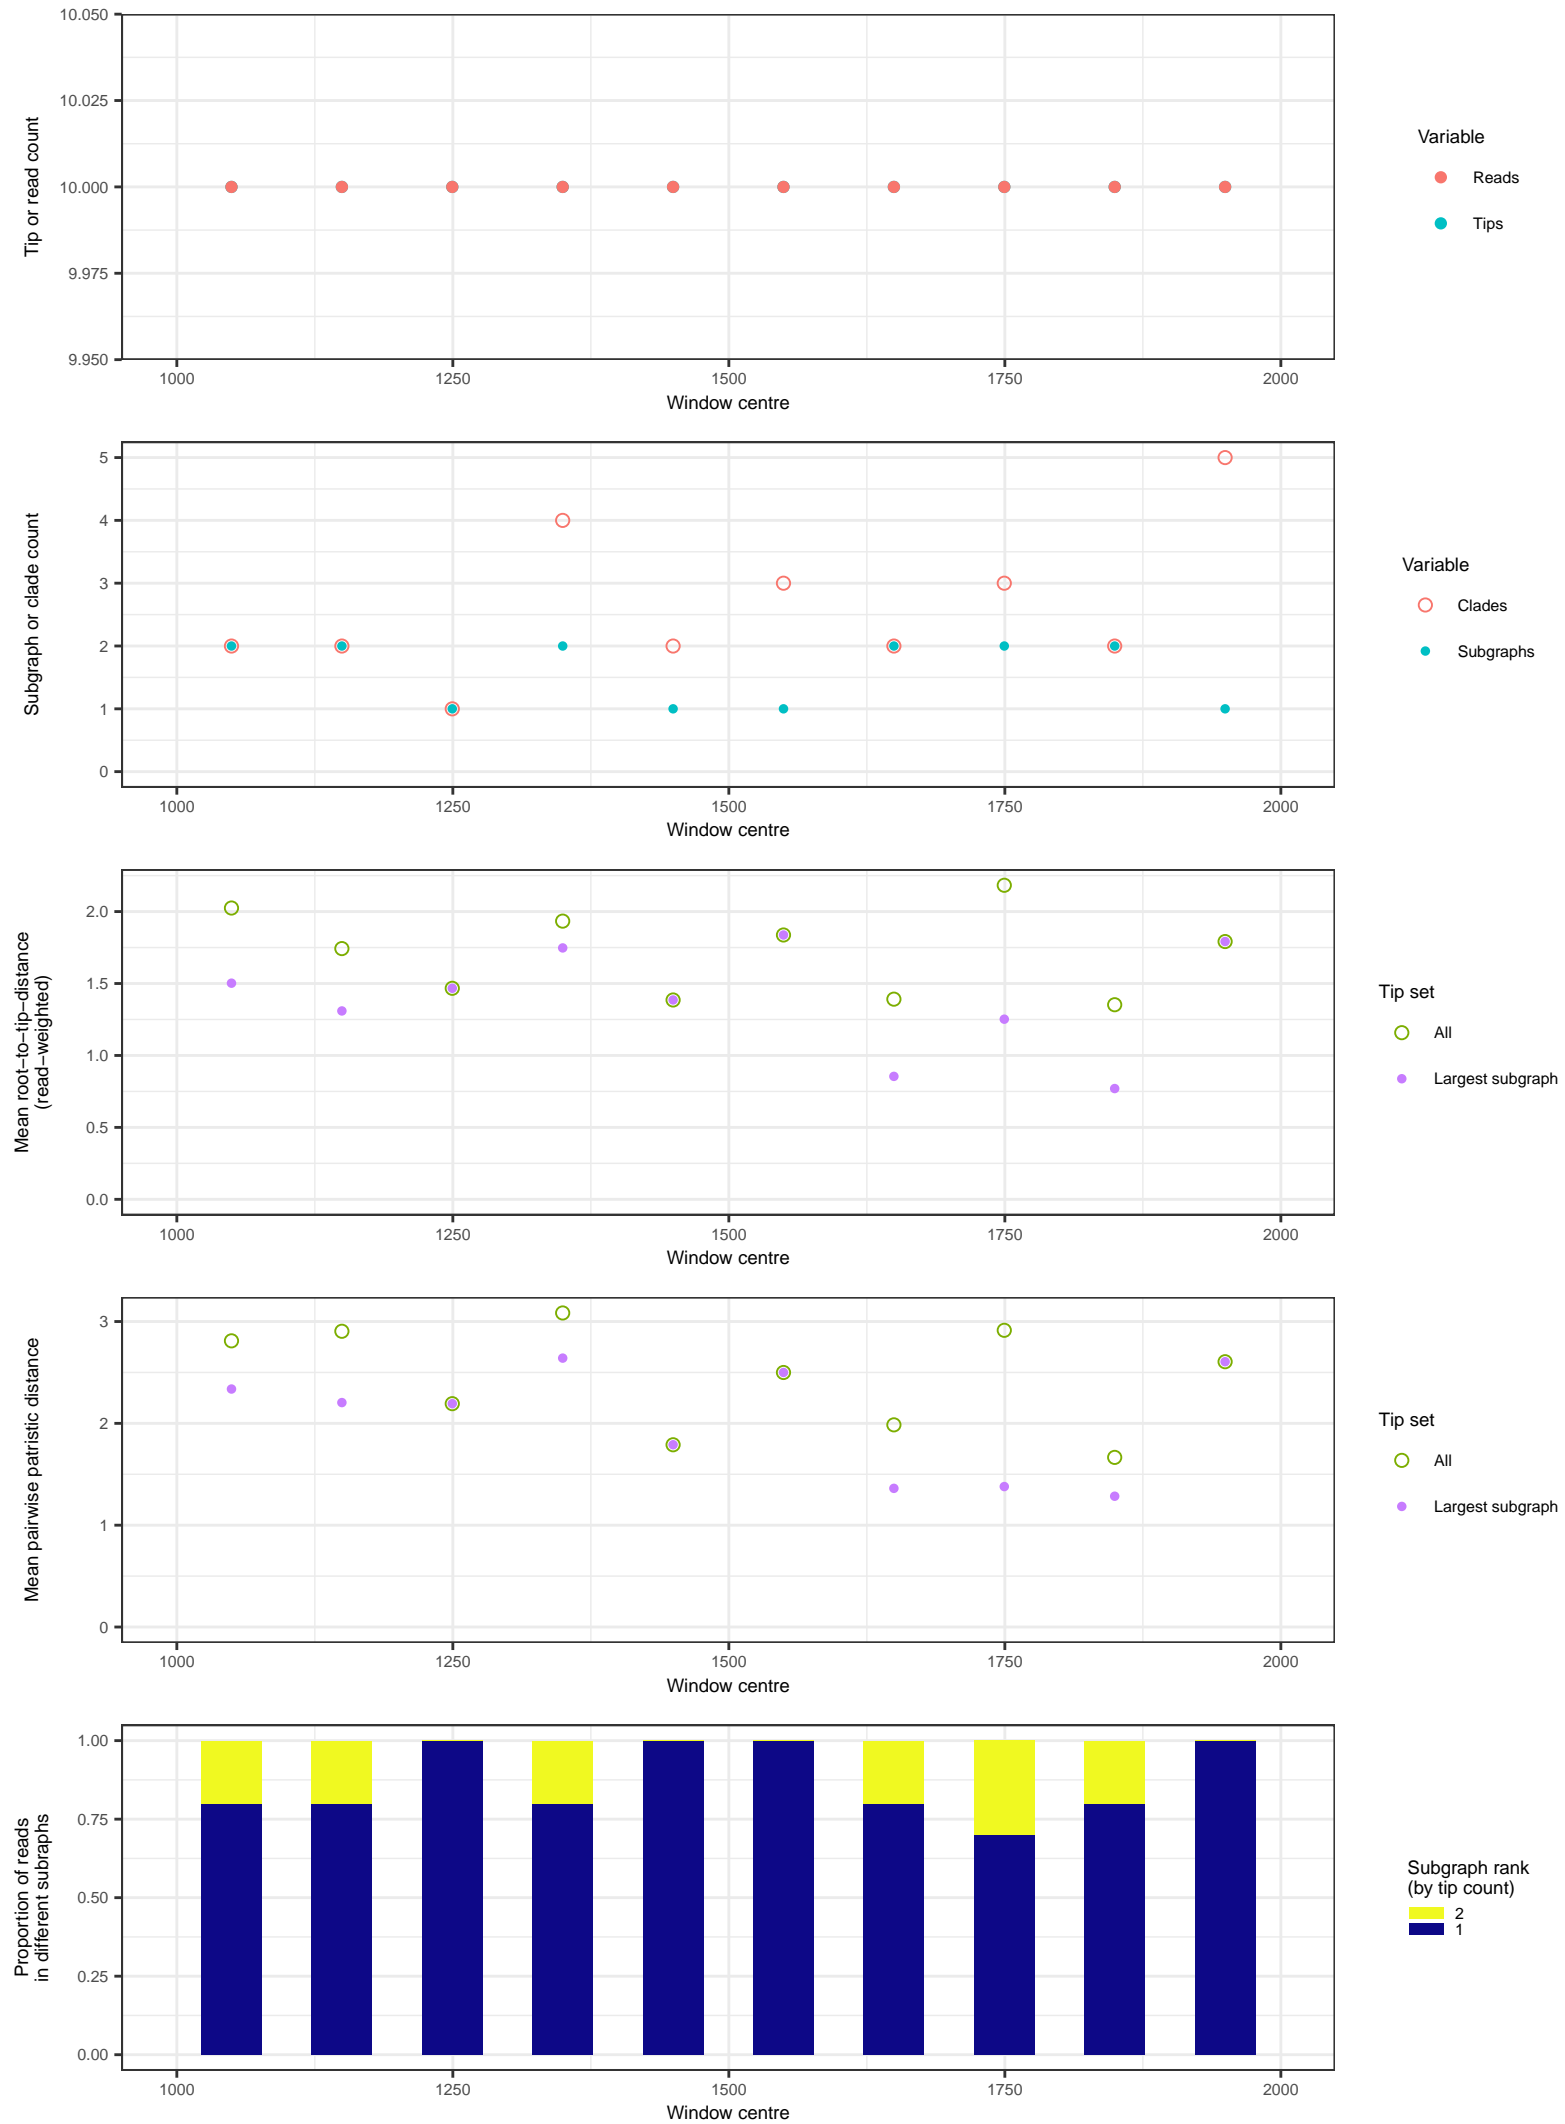 10.050
10.025
10.000
9.975
9.950
Tip or read count
1000 1250 1500 1750 2000
Window centre
Variable
Reads
Tips
5
4
3
2
1
0
Subgraph or clade count
1000 1250 1500 1750 2000
Window centre
Variable
Clades
Subgraphs
2.0
1.5
1.0
0.5
0.0
Mean root−to−tip−distance
(read−weighted)
1000 1250 1500 1750 2000
Window centre
Tip set
All
Largest subgraph
3
2
1
0
Mean pairwise patristic distance
1000 1250 1500 1750 2000
Window centre
Tip set
All
Largest subgraph
1.00
0.75
0.50
0.25
0.00
Proportion of reads
in different subraphs
1000 1250 1500 1750 2000
Window centre
Subgraph rank
(by tip count)
2
1